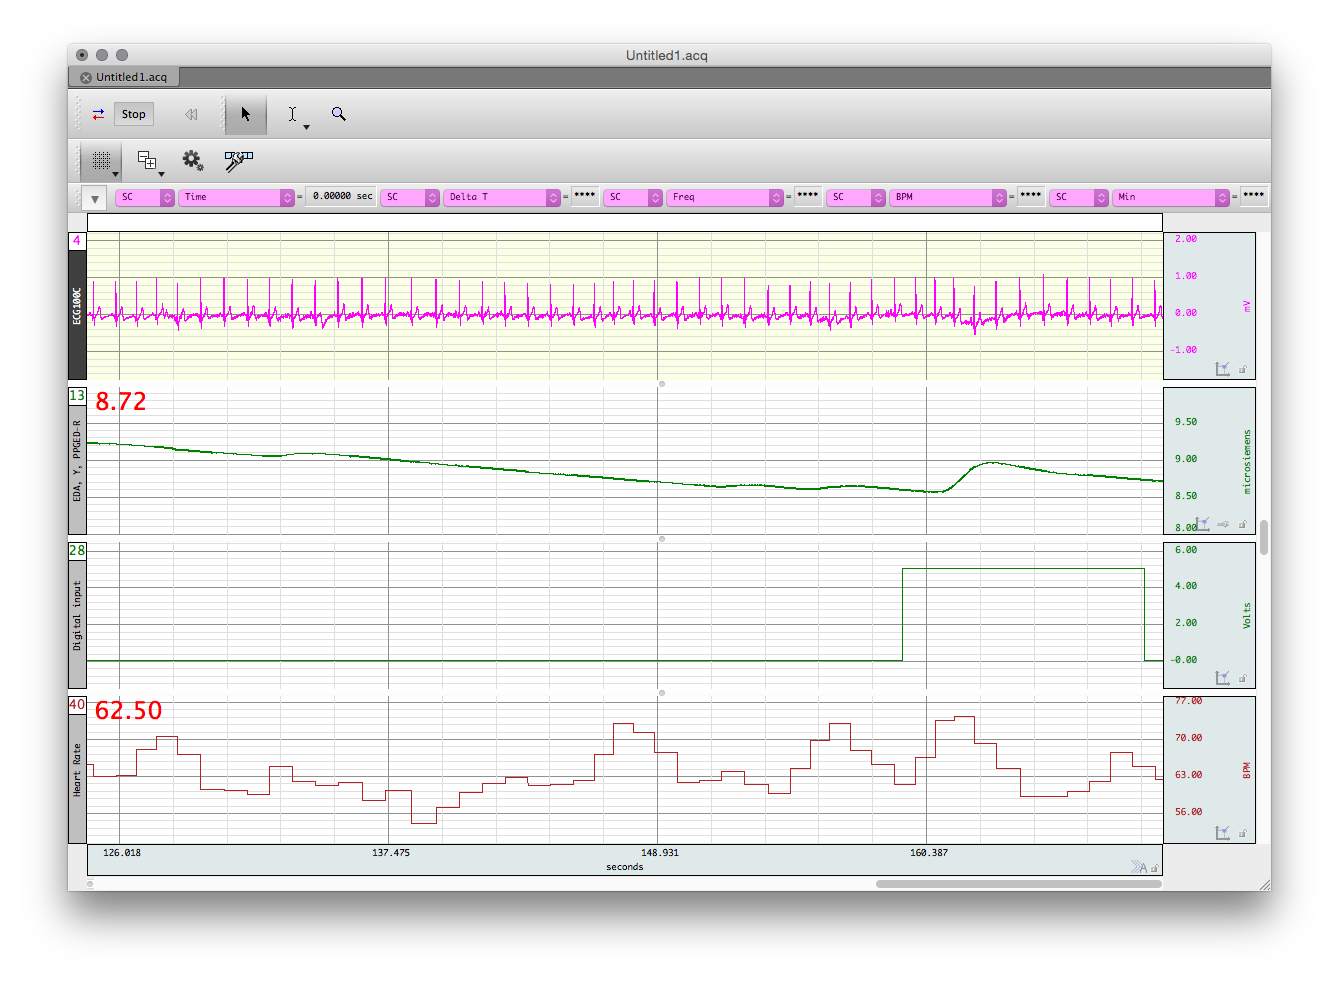 Untitled1.acq
Untitled1.acq
Stop
SC Time = 0.00000 sec SC Delta T = **** SC Freq = **** SC BPM = **** SC Min = ****
4
ECG100C
2.00
1.00
0.00
-1.00
mV
13
8.72
EDA, Y, PPGED-R
9.50
9.00
8.50
8.00
microsiemens
28
Digital input
6.00
4.00
2.00
-0.00
Volts
40
62.50
Heart Rate
77.00
70.00
63.00
56.00
BPM
126.018 137.475 148.931 160.387
seconds
A